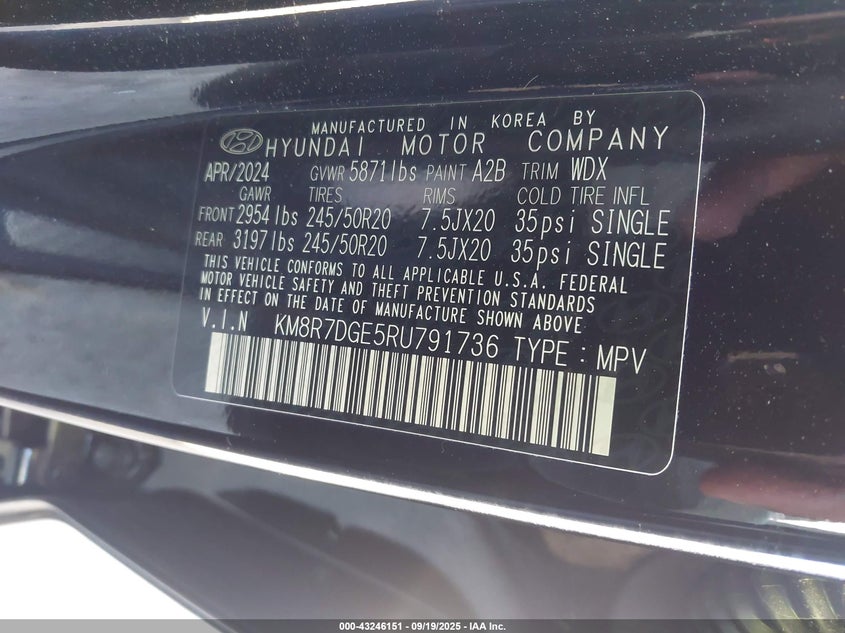 MANUFACTURED IN KOREA BY
HYUNDAI MOTOR COMPANY
APR/2024 GVWR 5871lbs PAINT A2B TRIM WDX
GAWR TIRES RIMS COLD TIRE INFL
FRONT 2954lbs 245/50R20 7.5JX20 35psi SINGLE
REAR 3197lbs 245/50R20 7.5JX20 35psi SINGLE
THIS VEHICLE CONFORMS TO ALL APPLICABLE U.S.A. FEDERAL
MOTOR VEHICLE SAFETY AND THEFT PREVENTION STANDARDS
IN EFFECT ON THE DATE OF MANUFACTURE SHOWN ABOVE
V.I.N KM8R7DGE5RU791736 TYPE : MPV
000-43246151 - 09/19/2025 - IAA Inc.